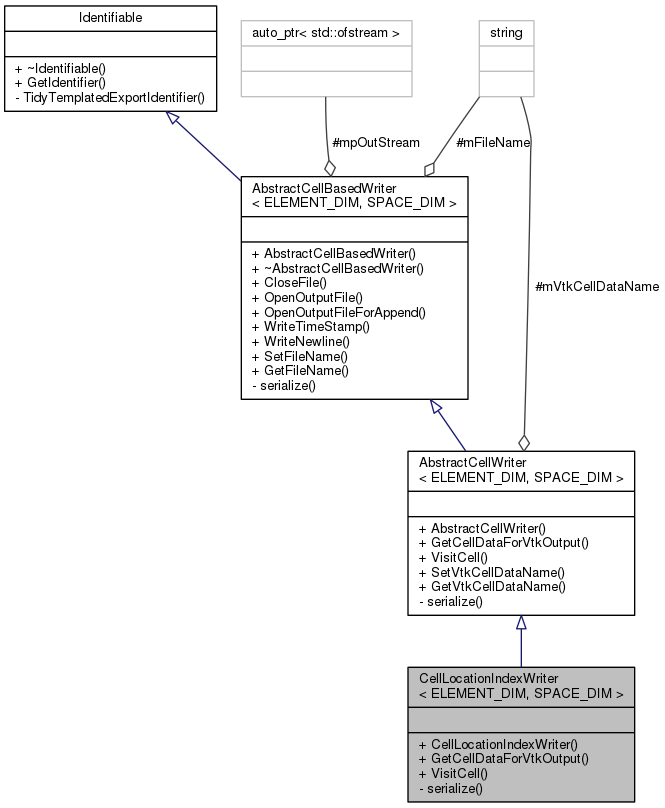 Identifiable
+ ~Identifiable()
+ GetIdentifier()
- TidyTemplatedExportIdentifier()
auto_ptr< std::ofstream >
string
#mpOutStream
#mFileName
AbstractCellBasedWriter
< ELEMENT_DIM, SPACE_DIM >
+ AbstractCellBasedWriter()
+ ~AbstractCellBasedWriter()
+ CloseFile()
+ OpenOutputFile()
+ OpenOutputFileForAppend()
+ WriteTimeStamp()
+ WriteNewline()
+ SetFileName()
+ GetFileName()
- serialize()
#mVtkCellDataName
AbstractCellWriter
< ELEMENT_DIM, SPACE_DIM >
+ AbstractCellWriter()
+ GetCellDataForVtkOutput()
+ VisitCell()
+ SetVtkCellDataName()
+ GetVtkCellDataName()
- serialize()
CellLocationIndexWriter
< ELEMENT_DIM, SPACE_DIM >
+ CellLocationIndexWriter()
+ GetCellDataForVtkOutput()
+ VisitCell()
- serialize()